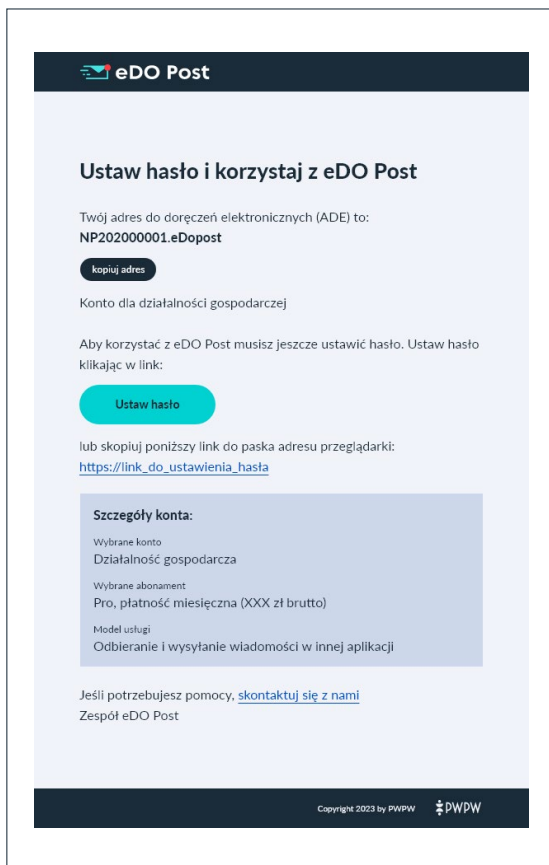 eDO Post
Ustaw hasło i korzystaj z eDO Post
Twój adres do doręczeń elektronicznych (ADE) to:
NP202000001.eDopost
kopiuj adres
Konto dla działalności gospodarczej
Aby korzystać z eDO Post musisz jeszcze ustawić hasło. Ustaw hasło
klikając w link:
Ustaw hasło
lub skopiuj poniższy link do paska adresu przeglądarki:
https://link_do_ustawienia_hasła
Szczegóły konta:
Wybrane konto
Działalność gospodarcza
Wybrane abonament
Pro, płatność miesięczna (XXX zł brutto)
Model usługi
Odbieranie i wysyłanie wiadomości w innej aplikacji
Jeśli potrzebujesz pomocy, skontaktuj się z nami
Zespół eDO Post
Copyright 2023 by PWPW PWPW